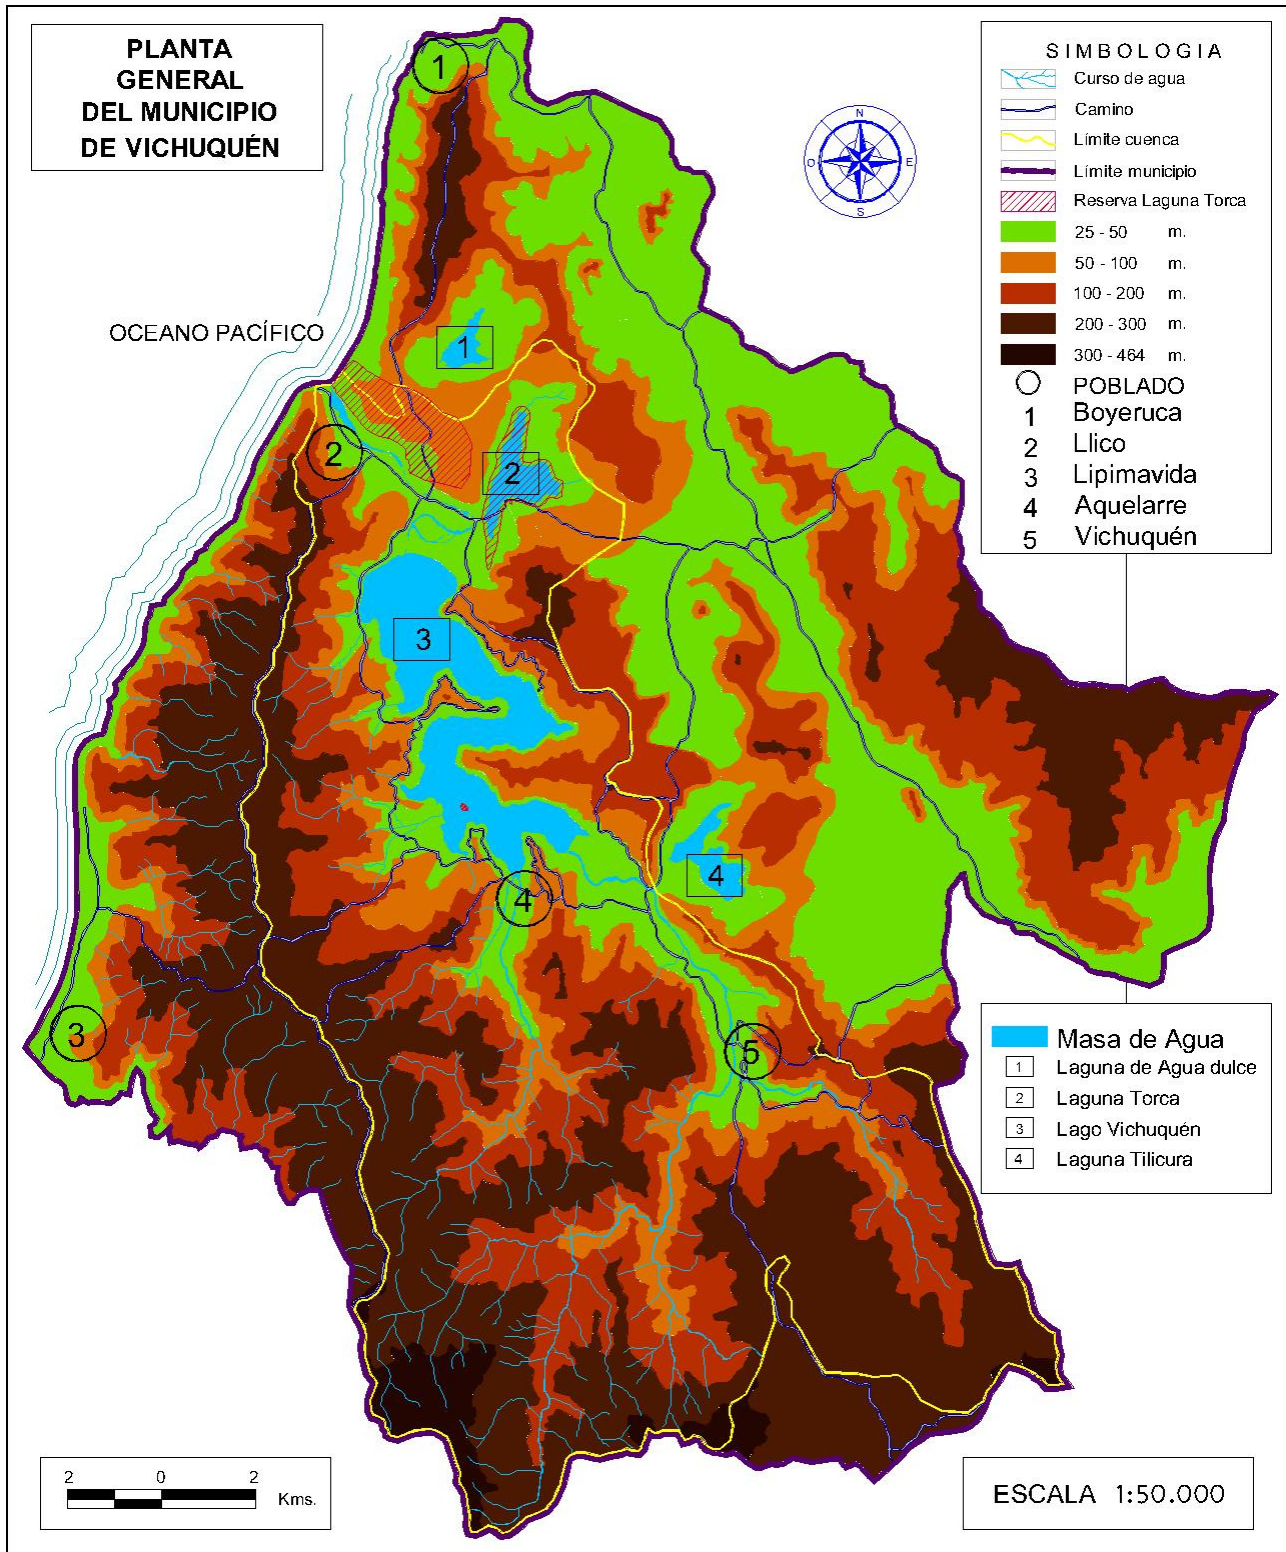 PLANTA
GENERAL
DEL MUNICIPIO
DE VICHUQUÉN
SIMBOLOGIA
Curso de agua
Camino
Límite cuenca
Límite municipio
Reserva Laguna Torca
25 - 50 m.
50 - 100 m.
100 - 200 m.
200 - 300 m.
300 - 464 m.
POBLADO
1 Boyeruca
2 Llico
3 Lipimavida
4 Aquelarre
5 Vichuquén
N
O E
S
OCEANO PACÍFICO
1
1
2
2
3
4
4
3
5
Masa de Agua
1 Laguna de Agua dulce
2 Laguna Torca
3 Lago Vichuquén
4 Laguna Tilicura
2 0 2
Kms.
ESCALA 1:50.000